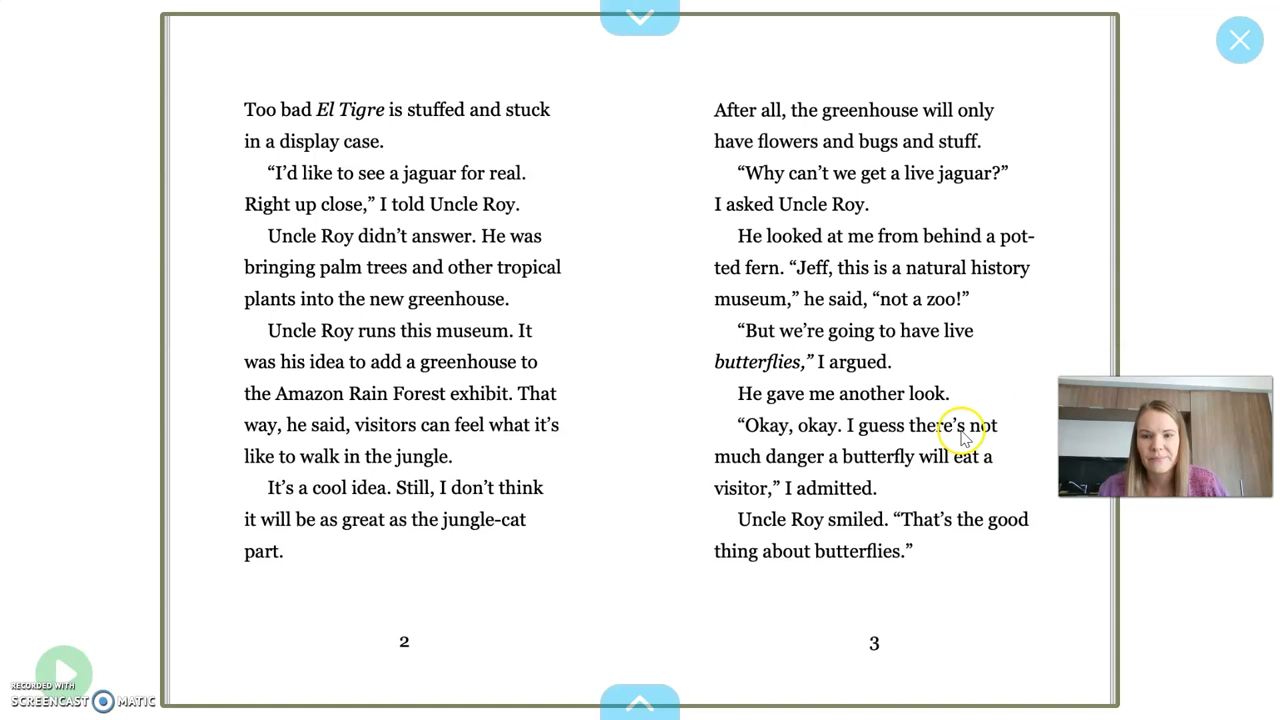 Too bad El Tigre is stuffed and stuck
in a display case.
“I’d like to see a jaguar for real.
Right up close,” I told Uncle Roy.
Uncle Roy didn’t answer. He was
bringing palm trees and other tropical
plants into the new greenhouse.
Uncle Roy runs this museum. It
was his idea to add a greenhouse to
the Amazon Rain Forest exhibit. That
way, he said, visitors can feel what it’s
like to walk in the jungle.
It’s a cool idea. Still, I don’t think
it will be as great as the jungle-cat
part.
2
After all, the greenhouse will only
have flowers and bugs and stuff.
“Why can’t we get a live jaguar?”
I asked Uncle Roy.
He looked at me from behind a pot-
ted fern. “Jeff, this is a natural history
museum,” he said, “not a zoo!”
“But we’re going to have live
butterflies,” I argued.
He gave me another look.
“Okay, okay. I guess there’s not
much danger a butterfly will eat a
visitor,” I admitted.
Uncle Roy smiled. “That’s the good
thing about butterflies.”
3
RECORDED WITH
SCREENCAST MATIC